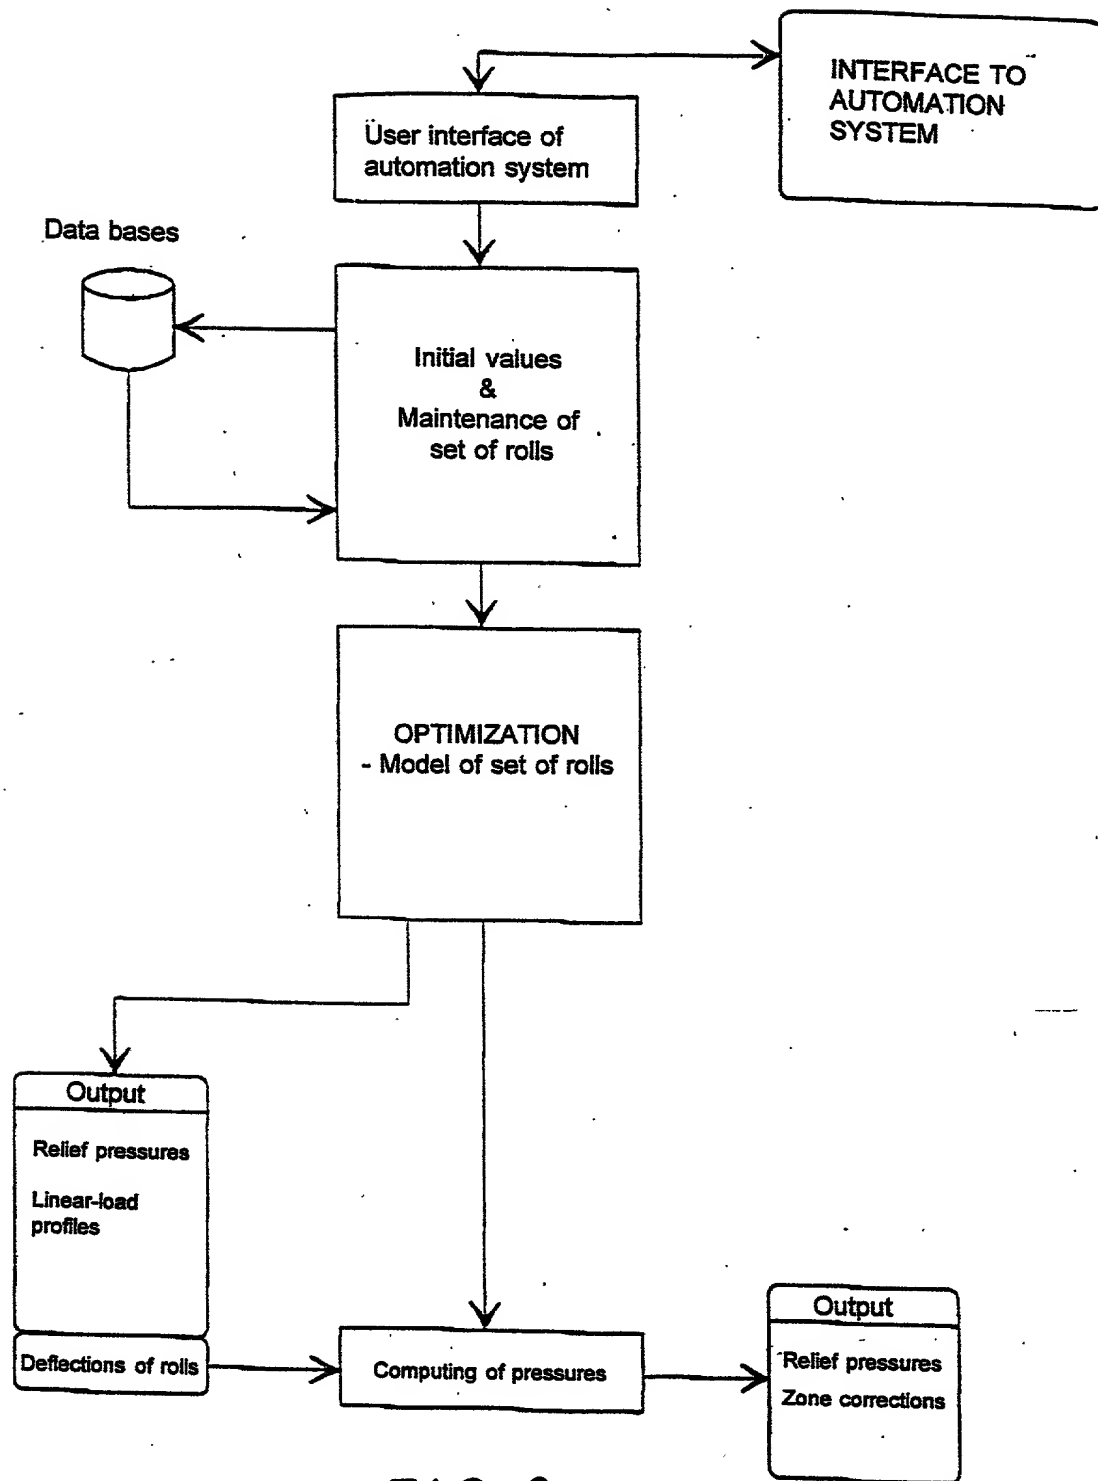 INTERFACE TO
AUTOMATION
SYSTEM
User interface of
automation system
Data bases
Initial values
&
Maintenance of
set of rolls
OPTIMIZATION
- Model of set of rolls
Output
Relief pressures
Linear-load
profiles
Deflections of rolls
Computing of pressures
Output
Relief pressures
Zone corrections